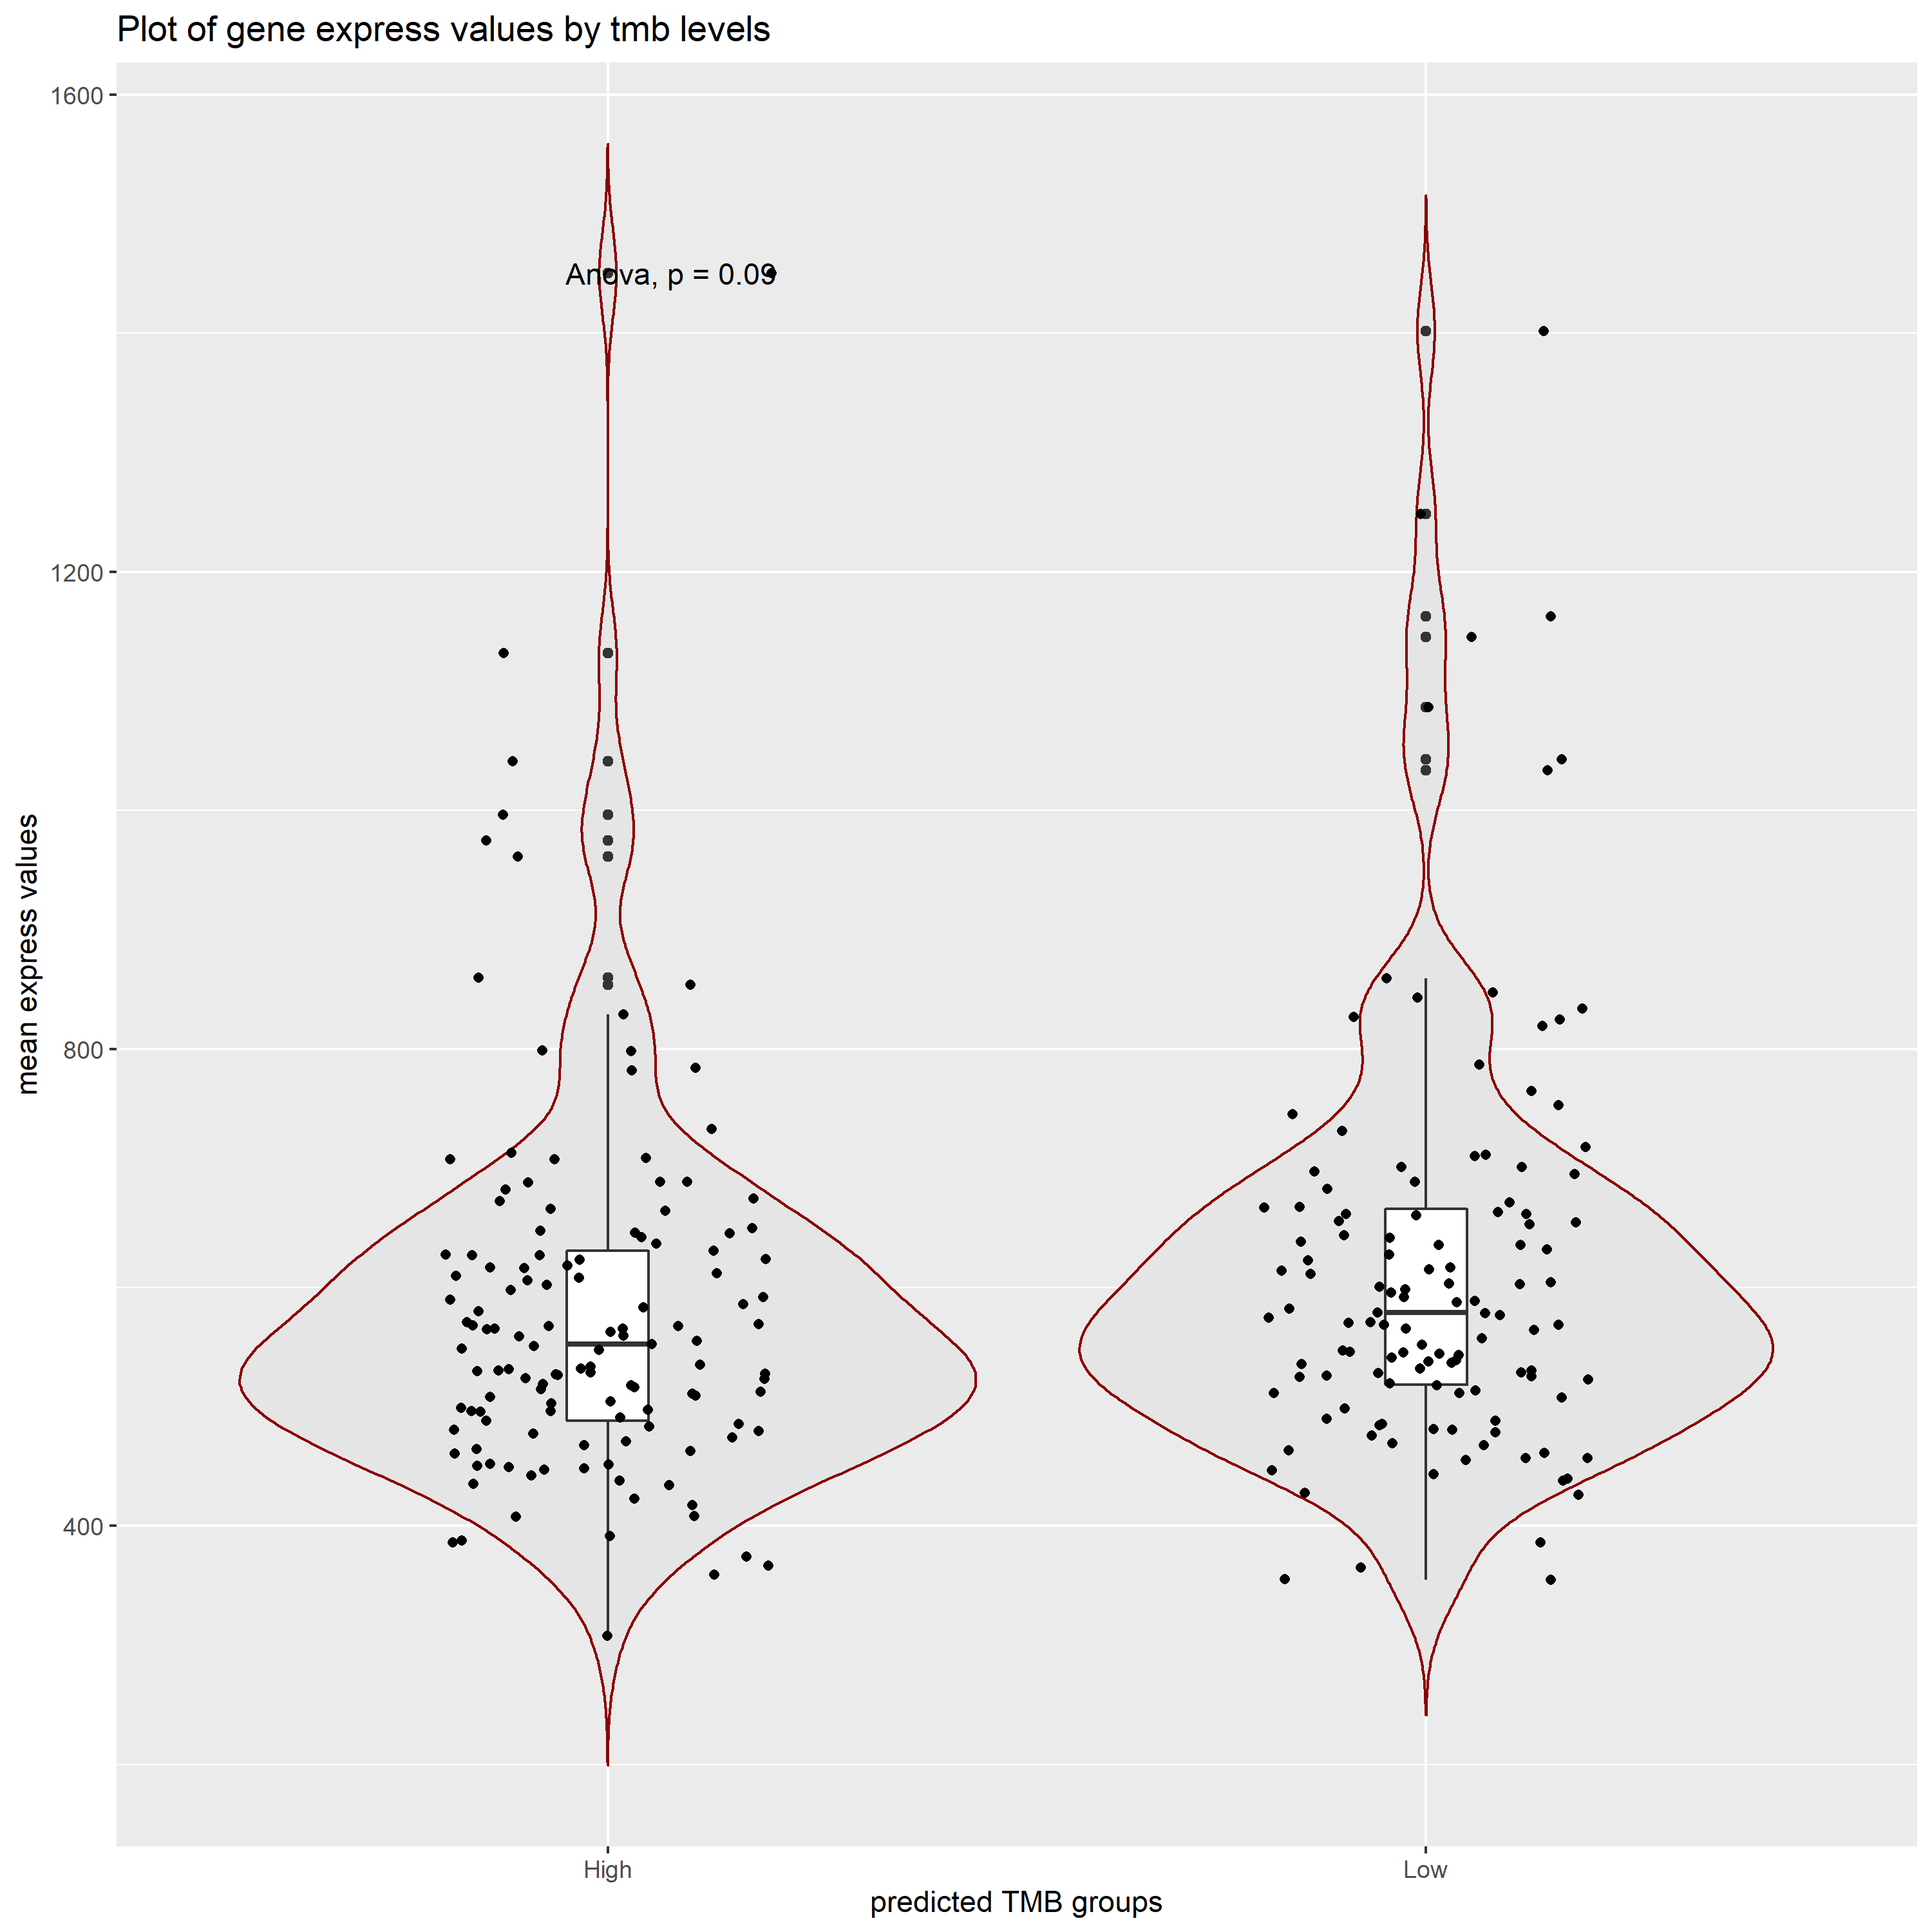 Plot of gene express values by tmb levels
1600
1200
800
400
mean express values
Anova, p = 0.09
High
Low
predicted TMB groups